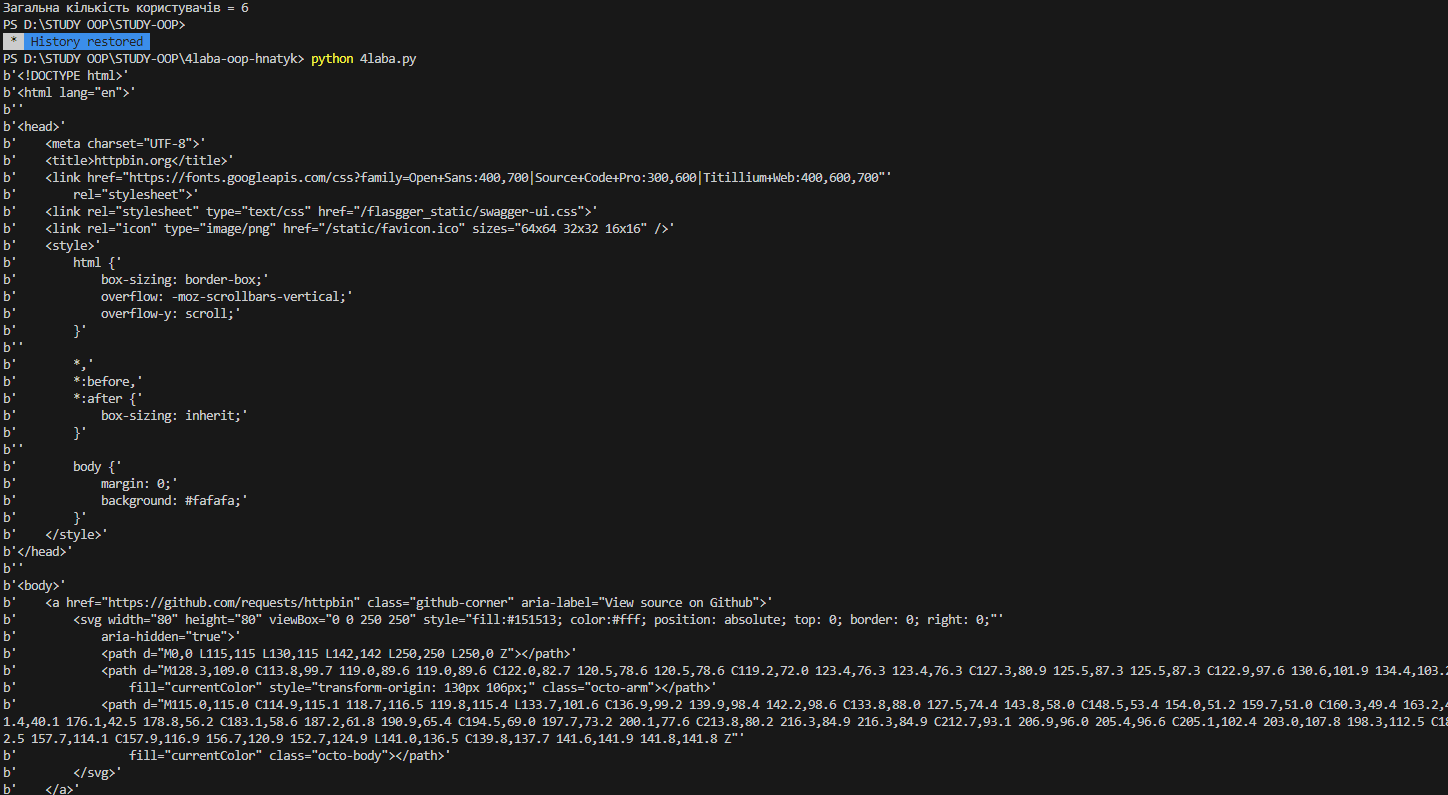 Загальна кількість користувачів = 6
PS D:\STUDY OOP\STUDY-OOP>
* History restored
PS D:\STUDY OOP\STUDY-OOP\4laba-oop-hnatyk> python 4laba.py
b'<!DOCTYPE html>'
b'<html lang="en">'
b''
b'<head>'
b'    <meta charset="UTF-8">'
b'    <title>httpbin.org</title>'
b'    <link href="https://fonts.googleapis.com/css?family=Open+Sans:400,700|Source+Code+Pro:300,600|Titillium+Web:400,600,700"'
b'        rel="stylesheet">'
b'    <link rel="stylesheet" type="text/css" href="/flasgger_static/swagger-ui.css">'
b'    <link rel="icon" type="image/png" href="/static/favicon.ico" sizes="64x64 32x32 16x16" />'
b'    <style>'
b'        html {'
b'            box-sizing: border-box;'
b'            overflow: -moz-scrollbars-vertical;'
b'            overflow-y: scroll;'
b'        }'
b''
b'        *,'
b'        *:before,'
b'        *:after {'
b'            box-sizing: inherit;'
b'        }'
b''
b'        body {'
b'            margin: 0;'
b'            background: #fafafa;'
b'        }'
b'    </style>'
b'</head>'
b''
b'<body>'
b'    <a href="https://github.com/requests/httpbin" class="github-corner" aria-label="View source on Github">'
b'        <svg width="80" height="80" viewBox="0 0 250 250" style="fill:#151513; color:#fff; position: absolute; top: 0; border: 0; right: 0;"'
b'            aria-hidden="true">'
b'            <path d="M0,0 L115,115 L130,115 L142,142 L250,250 L250,0 Z"></path>'
b'            <path d="M128.3,109.0 C113.8,99.7 119.0,89.6 119.0,89.6 C122.0,82.7 120.5,78.6 120.5,78.6 C119.2,72.0 123.4,76.3 123.4,76.3 C127.3,80.9 125.5,87.3 125.5,87.3 C122.9,97.6 130.6,101.9 134.4,103.2
b'                fill="currentColor" style="transform-origin: 130px 106px;" class="octo-arm"></path>'
b'            <path d="M115.0,115.0 C114.9,115.1 118.7,116.5 119.8,115.4 L133.7,101.6 C136.9,99.2 139.9,98.4 142.2,98.6 C133.8,88.0 127.5,74.4 143.8,58.0 C148.5,53.4 154.0,51.2 159.7,51.0 C160.3,49.4 163.2,4
1.4,40.1 176.1,42.5 178.8,56.2 C183.1,58.6 187.2,61.8 190.9,65.4 C194.5,69.0 197.7,73.2 200.1,77.6 C213.8,80.2 216.3,84.9 216.3,84.9 C212.7,93.1 206.9,96.0 205.4,96.6 C205.1,102.4 203.0,107.8 198.3,112.5 C18
2.5 157.7,114.1 C157.9,116.9 156.7,120.9 152.7,124.9 L141.0,136.5 C139.8,137.7 141.6,141.9 141.8,141.8 Z"'
b'                fill="currentColor" class="octo-body"></path>'
b'        </svg>'
b'    </a>'